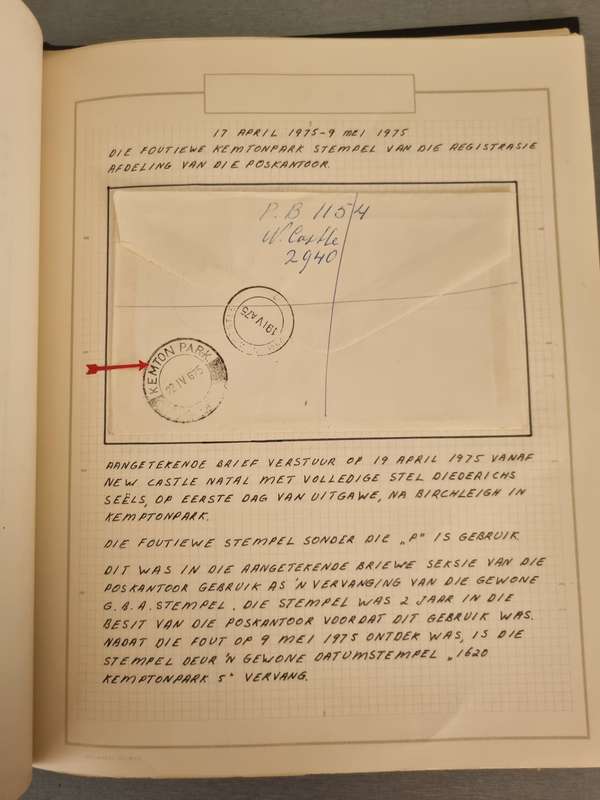 17 APRIL 1975-9 MEI 1975
DIE FOUTIEWE KEMTONPARK STEMPEL VAN DIE REGISTRASIE
AFDELING VAN DIE POSKANTOOR.
P.B 1154
N. Castle
2940
19 IV 75
KEMTON PARK
22 IV 675
AANGETEKENDE BRIEF VERSTUUR OP 19 APRIL 1975 VANAF
NEW CASTLE NATAL MET VOLLEDIGE STEL DIEDERICHS
SEËLS, OP EERSTE DAG VAN UITGAWE, NA BIRCHLEIGH IN
KEMPTONPARK.
DIE FOUTIEWE STEMPEL SONDER DIE „P" IS GEBRUIK
DIT WAS IN DIE AANGETEKENDE BRIEWE SEKSIE VAN DIE
POSKANTOOR GEBRUIK AS 'N VERVANGING VAN DIE GEWONE
G.B.A. STEMPEL. DIE STEMPEL WAS 2 JAAR IN DIE
BESIT VAN DIE POSKANTOOR VOORDAT DIT GEBRUIK WAS.
NADAT DIE FOUT OP 9 MEI 1975 ONTDEK WAS, IS DIE
STEMPEL DEUR 'N GEWONE DATUMSTEMPEL „1620
KEMPTONPARK 5" VERVANG.